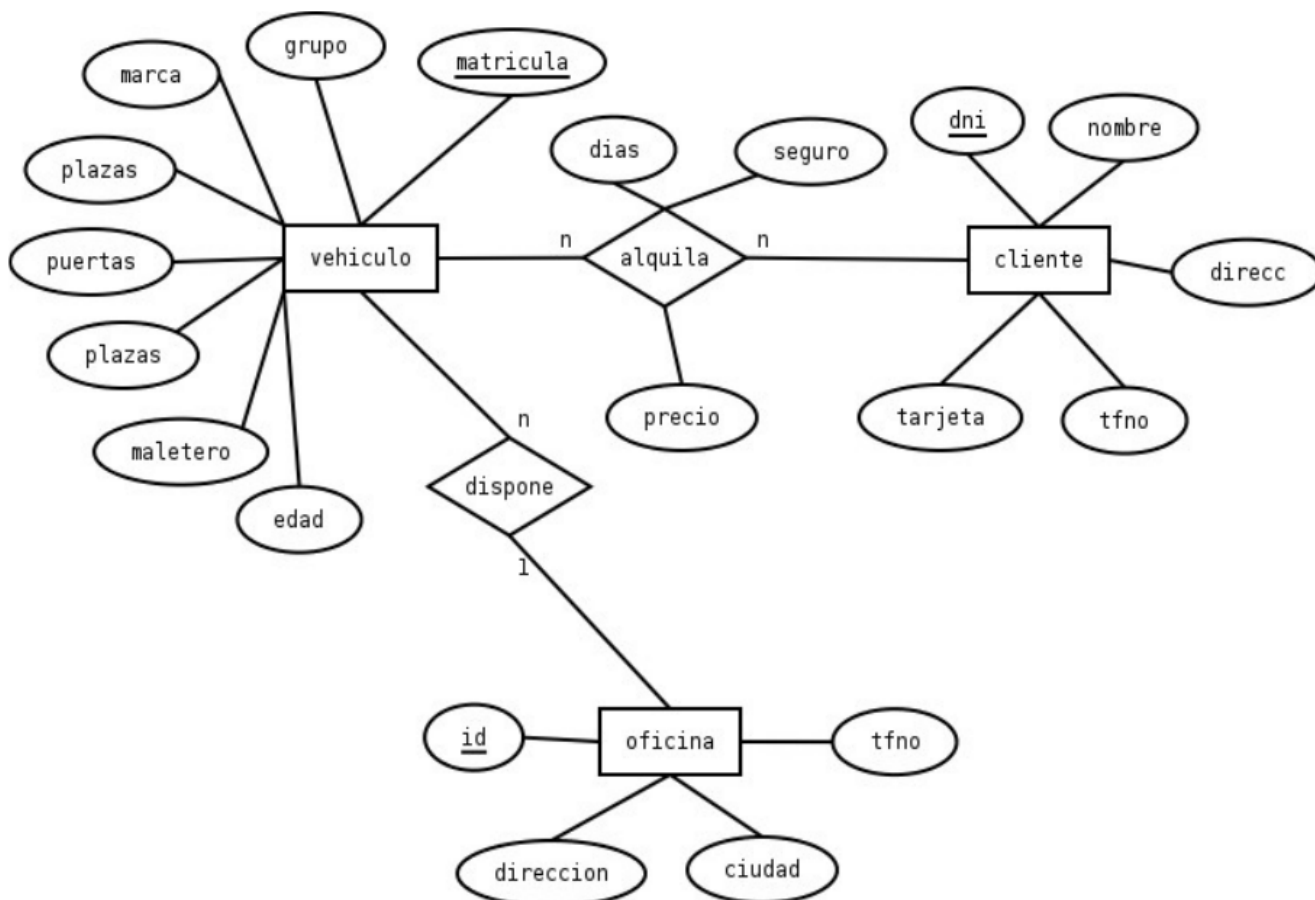 grupo
matricula
marca
dni
nombre
dias
seguro
plazas
n
n
puertas
vehiculo
alquila
cliente
direcc
plazas
precio
tarjeta
tfno
n
maletero
dispone
edad
1
id
oficina
tfno
direccion
ciudad